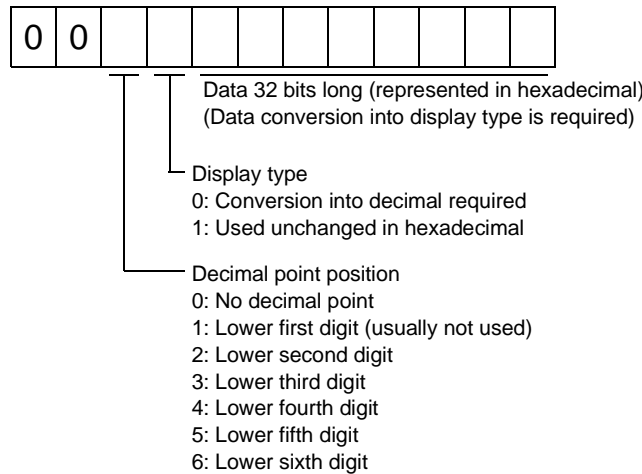 0 0
Data 32 bits long (represented in hexadecimal)
(Data conversion into display type is required)
Display type
0: Conversion into decimal required
1: Used unchanged in hexadecimal
Decimal point position
0: No decimal point
1: Lower first digit (usually not used)
2: Lower second digit
3: Lower third digit
4: Lower fourth digit
5: Lower fifth digit
6: Lower sixth digit